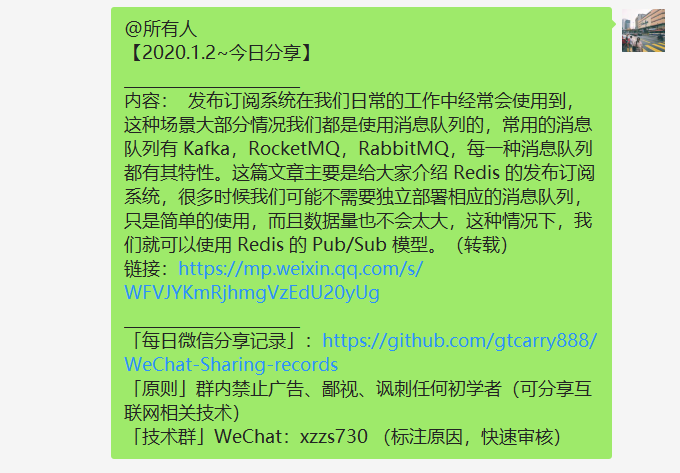 @所有人
【2020.1.2~今日分享】
____________________
内容： 发布订阅系统在我们日常的工作中经常会使用到，
这种场景大部分情况我们都是使用消息队列的，常用的消息
队列有 Kafka，RocketMQ，RabbitMQ，每一种消息队列
都有其特性。这篇文章主要是给大家介绍 Redis 的发布订阅
系统，很多时候我们可能不需要独立部署相应的消息队列，
只是简单的使用，而且数据量也不会太大，这种情况下，我
们就可以使用 Redis 的 Pub/Sub 模型。（转载）
链接：https://mp.weixin.qq.com/s/
WFVJYKmRjhmgVzEdU20yUg
____________________
「每日微信分享记录」：https://github.com/gtcarry888/
WeChat-Sharing-records
「原则」群内禁止广告、鄙视、讽刺任何初学者（可分享互
联网相关技术）
「技术群」WeChat：xzzs730 （标注原因，快速审核）